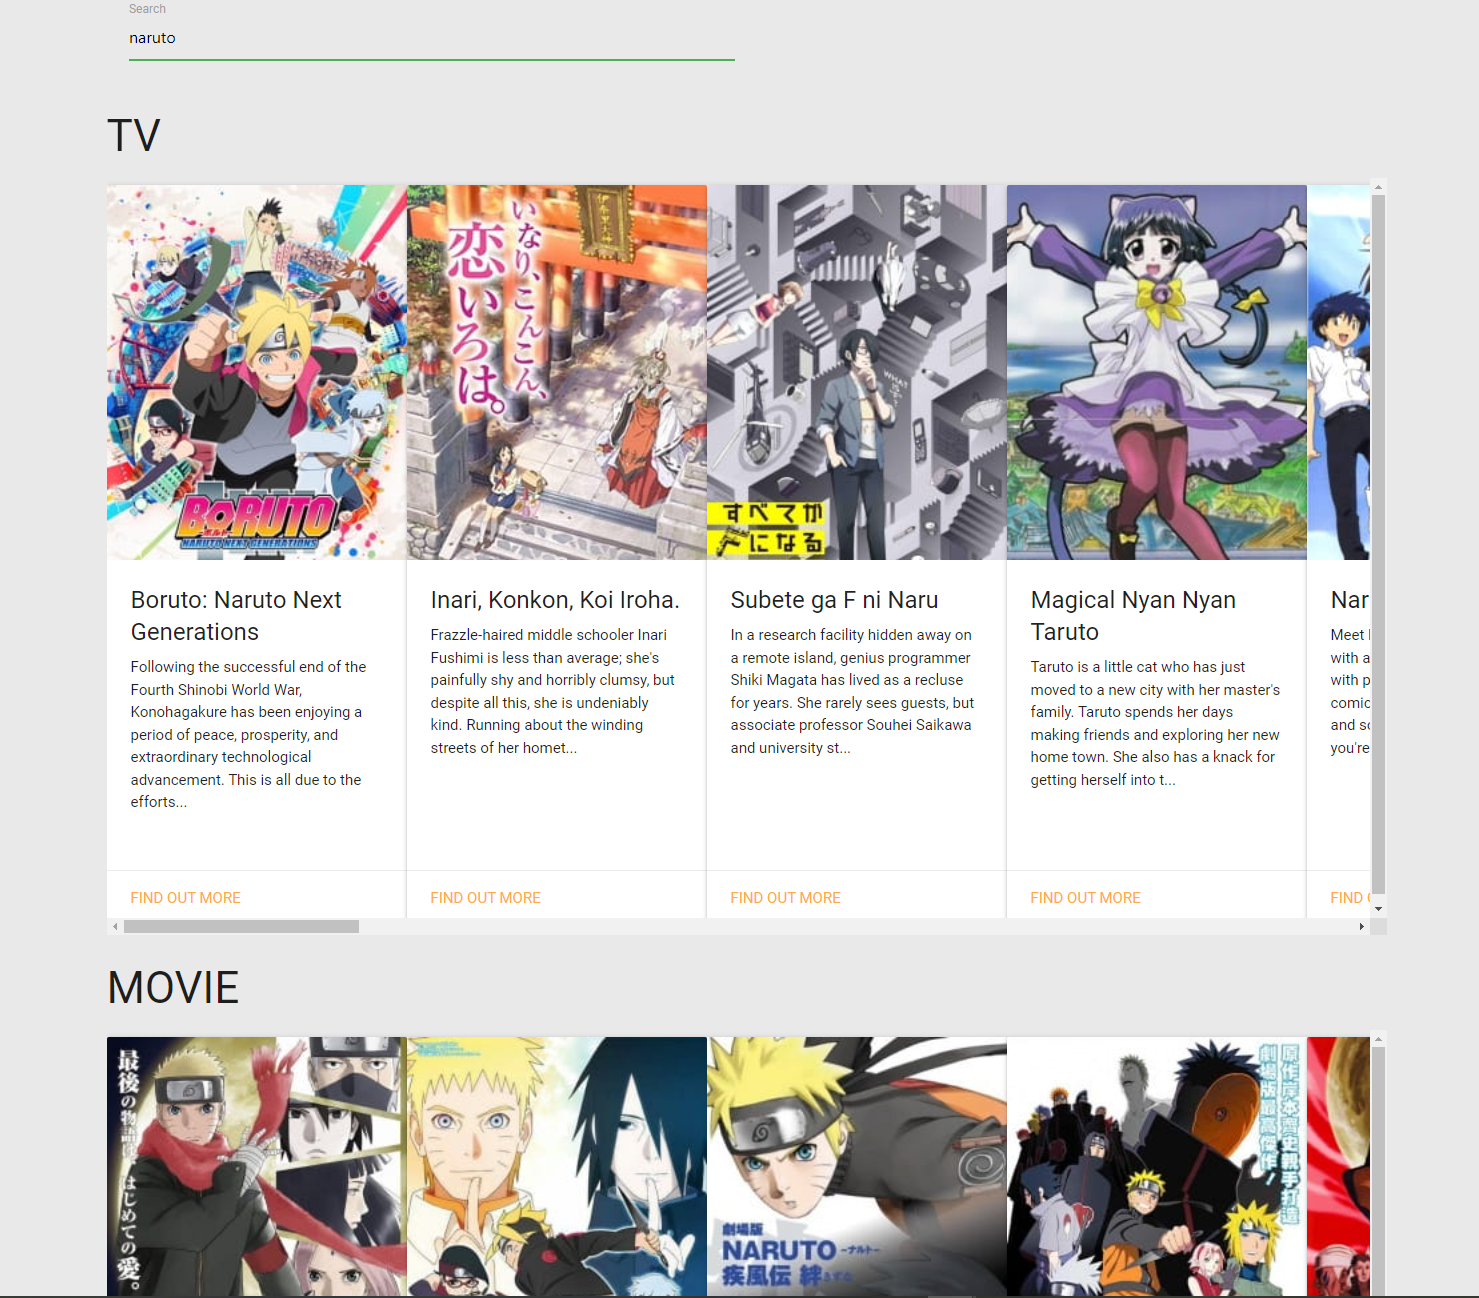 Search
naruto
TV
いなり、こんこん、
恋いろは。
すべてが
Fになる
WHAT
IS
BORUTO
ボルト
NARUTO NEXT GENERATIONS
Boruto: Naruto Next
Generations
Following the successful end of the
Fourth Shinobi World War,
Konohagakure has been enjoying a
period of peace, prosperity, and
extraordinary technological
advancement. This is all due to the
efforts...
FIND OUT MORE
Inari, Konkon, Koi Iroha.
Frazzle-haired middle schooler Inari
Fushimi is less than average; she's
painfully shy and horribly clumsy, but
despite all this, she is undeniably
kind. Running about the winding
streets of her homet...
FIND OUT MORE
Subete ga F ni Naru
In a research facility hidden away on
a remote island, genius programmer
Shiki Magata has lived as a recluse
for years. She rarely sees guests, but
associate professor Souhei Saikawa
and university st...
FIND OUT MORE
Magical Nyan Nyan
Taruto
Taruto is a little cat who has just
moved to a new city with her master's
family. Taruto spends her days
making friends and exploring her new
home town. She also has a knack for
getting herself into t...
FIND OUT MORE
Nar
Meet
with a
with p
comic
and so
you're
FIND
MOVIE
最後の物語は、
はじめての愛。
劇場版
NARUTO -ナルト-
疾風伝 絆
原作岸本斉史親手打造
劇場版最高傑作！